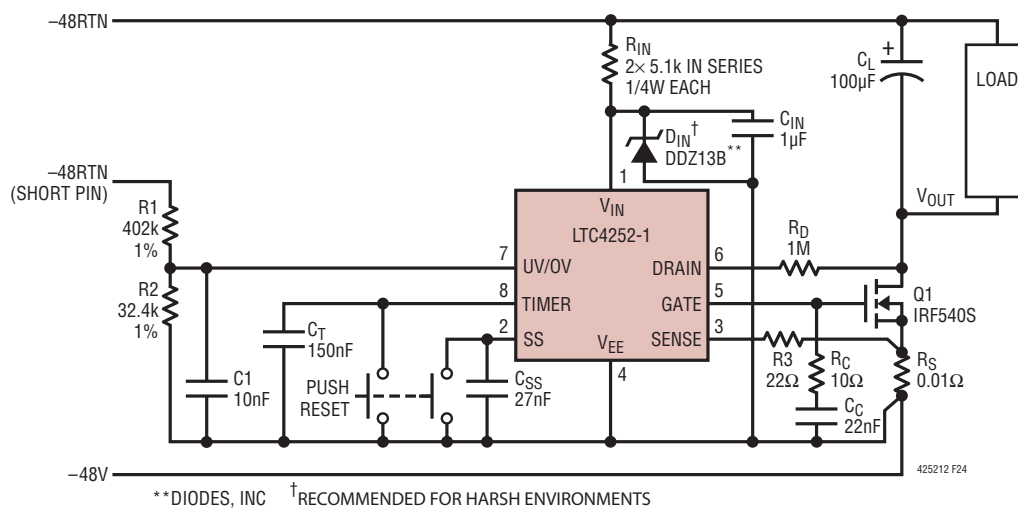 –48RTN
R_IN
2× 5.1k IN SERIES
1/4W EACH
C_L
100µF
+
LOAD
D_IN†
DDZ13B**
C_IN
1µF
–48RTN
(SHORT PIN)
1
V_IN
LTC4252-1
V_OUT
R1
402k
1%
7
UV/OV
DRAIN
6
R_D
1M
R2
32.4k
1%
8
TIMER
GATE
5
Q1
IRF540S
2
SS
V_EE
SENSE
3
4
C_T
150nF
C1
10nF
PUSH
RESET
C_SS
27nF
R3
22Ω
R_C
10Ω
C_C
22nF
R_S
0.01Ω
–48V
425212 F24
**DIODES, INC †RECOMMENDED FOR HARSH ENVIRONMENTS